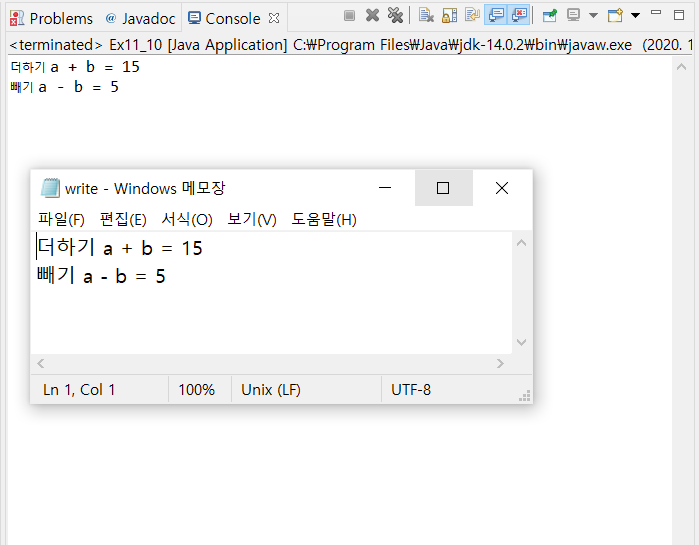 Problems @ Javadoc Console
<terminated> Ex11_10 [Java Application] C:₩Program Files₩Java₩jdk-14.0.2₩bin₩javaw.exe (2020. 1
더하기 a + b = 15
빼기 a - b = 5
write - Windows 메모장
파일(F) 편집(E) 서식(O) 보기(V) 도움말(H)
더하기 a + b = 15
빼기 a - b = 5
Ln 1, Col 1 100% Unix (LF) UTF-8